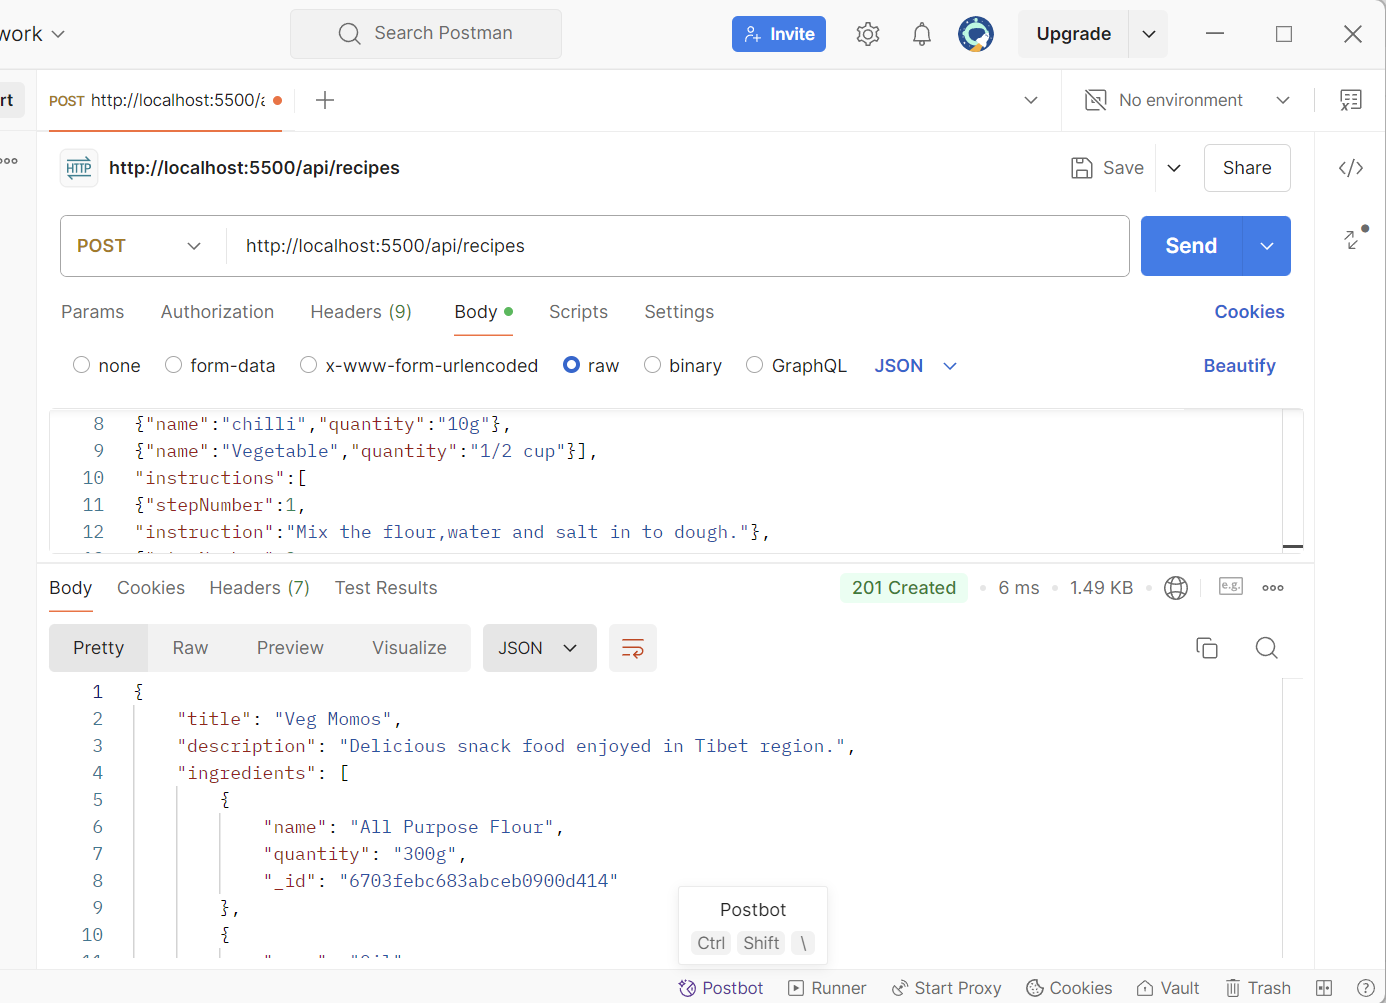 work
Search Postman
Invite
Upgrade
rt
POST http://localhost:5500/a
No environment
HTTP
http://localhost:5500/api/recipes
Save
Share
POST
http://localhost:5500/api/recipes
Send
Params Authorization Headers (9) Body Scripts Settings Cookies
none form-data x-www-form-urlencoded raw binary GraphQL JSON Beautify
8 {"name":"chilli","quantity":"10g"},
9 {"name":"Vegetable","quantity":"1/2 cup"}],
10 "instructions":[
11 {"stepNumber":1,
12 "instruction":"Mix the flour,water and salt in to dough."},
Body Cookies Headers (7) Test Results 201 Created 6 ms 1.49 KB e.g.
Pretty Raw Preview Visualize JSON
1 {
2 "title": "Veg Momos",
3 "description": "Delicious snack food enjoyed in Tibet region.",
4 "ingredients": [
5 {
6 "name": "All Purpose Flour",
7 "quantity": "300g",
8 "_id": "6703febc683abceb0900d414"
9 },
10 {
Postbot
Ctrl Shift \
Postbot Runner Start Proxy Cookies Vault Trash